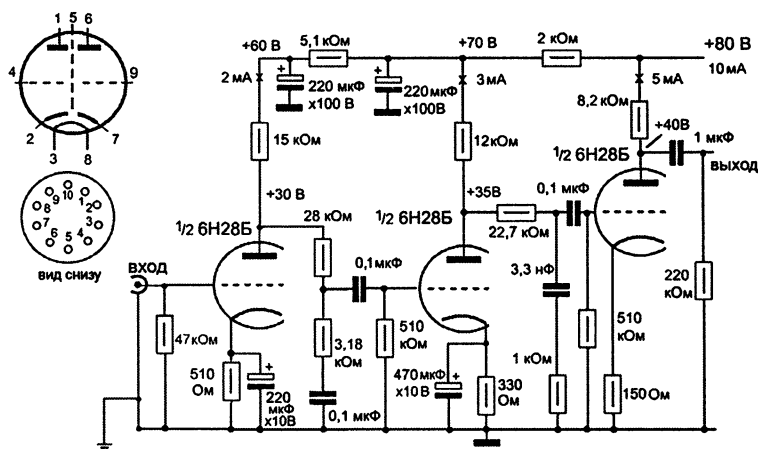 1 5 6
4 9
2 7
3 8
10
9 1
8 2
7 3
6 4
5
вид снизу
+60 В
5,1 кОм
+70 В
2 кОм
+80 В
10 мА
2 мА
220 мкФ
х100 В
220 мкФ
х100В
3 мА
5 мА
8,2 кОм
+40В
1 мкФ
выход
15 кОм
12кОм
1/2 6Н28Б
+30 В
+35В
0,1 мкФ
1/2 6Н28Б
28 кОм
1/2 6Н28Б
22,7 кОм
ВХОД
0,1мкФ
3,3 нФ
220
кОм
47кОм
3,18
кОм
510
кОм
510
кОм
510
Ом
1 кОм
220
мкФ
х10В
0,1 мкФ
470мкФ
х10В
330
Ом
150Ом